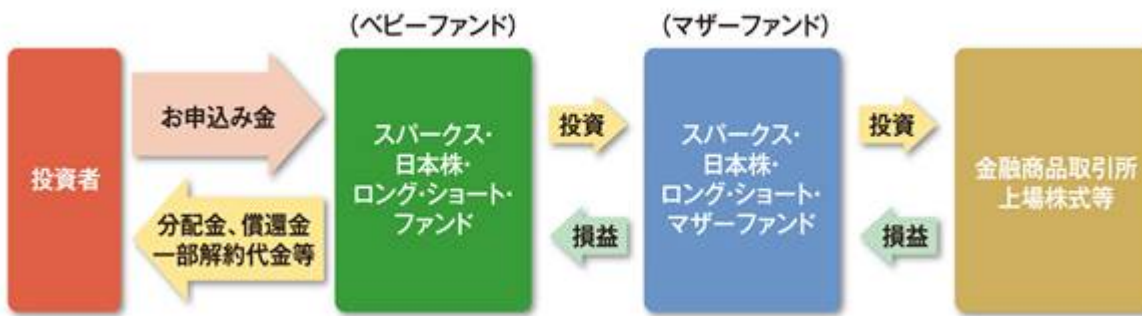 (ベビーファンド)
(マザーファンド)
投資者
お申込み金
分配金、償還金
一部解約代金等
スパークス・
日本株・
ロング・ショート・
ファンド
投資
損益
スパークス・
日本株・
ロング・ショート・
マザーファンド
投資
損益
金融商品取引所
上場株式等